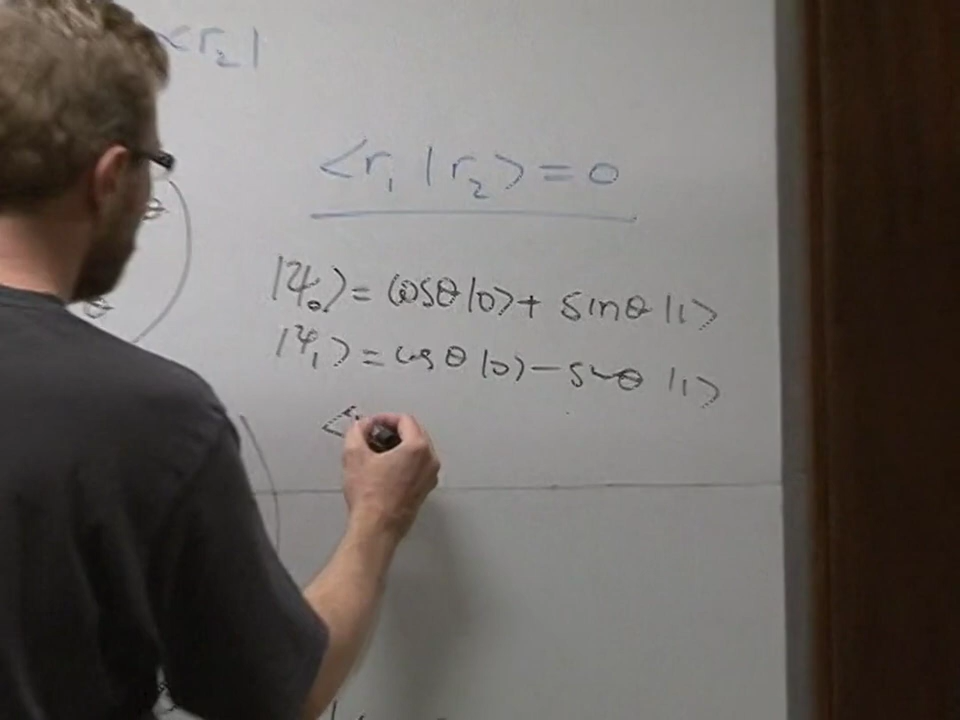 <r₂|
<r₁|r₂> = 0
|Ψ₀> = cosθ|0> + sinθ|1>
|Ψ₁> = cosθ|0> - sinθ|1>
<